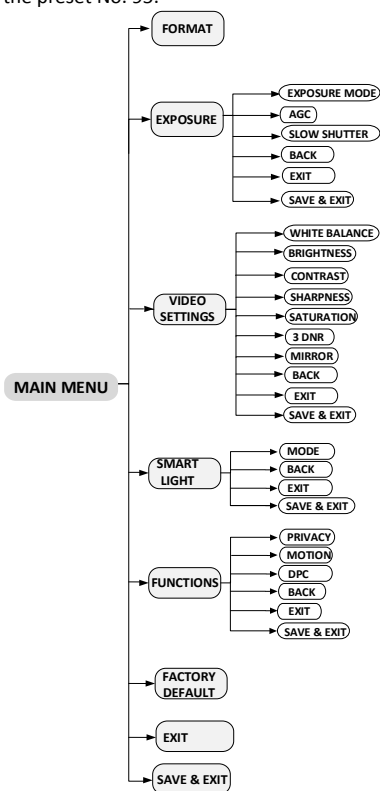 the preset No. 95.
FORMAT
EXPOSURE
EXPOSURE MODE
AGC
SLOW SHUTTER
BACK
EXIT
SAVE & EXIT
VIDEO
SETTINGS
WHITE BALANCE
BRIGHTNESS
CONTRAST
SHARPNESS
SATURATION
3 DNR
MIRROR
BACK
EXIT
SAVE & EXIT
MAIN MENU
SMART
LIGHT
MODE
BACK
EXIT
SAVE & EXIT
FUNCTIONS
PRIVACY
MOTION
DPC
BACK
EXIT
SAVE & EXIT
FACTORY
DEFAULT
EXIT
SAVE & EXIT